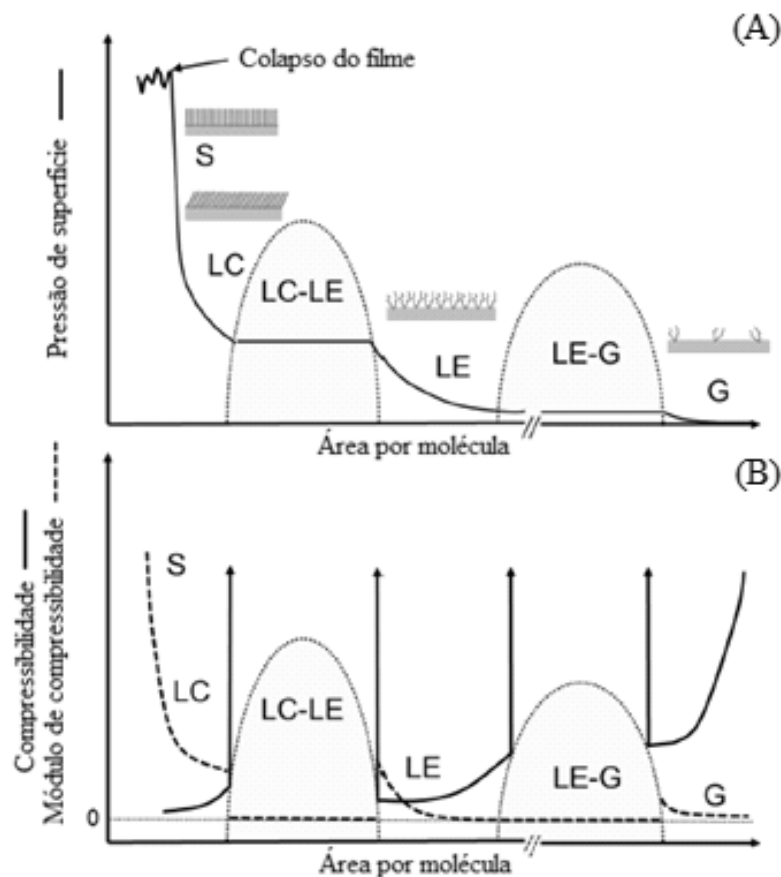 (A)
Colapso do filme
Pressão de superfície
S
LC
LC-LE
LE
LE-G
G
Área por molécula
(B)
Compressibilidade
Módulo de compressibilidade
S
LC
LC-LE
LE
LE-G
G
0
Área por molécula